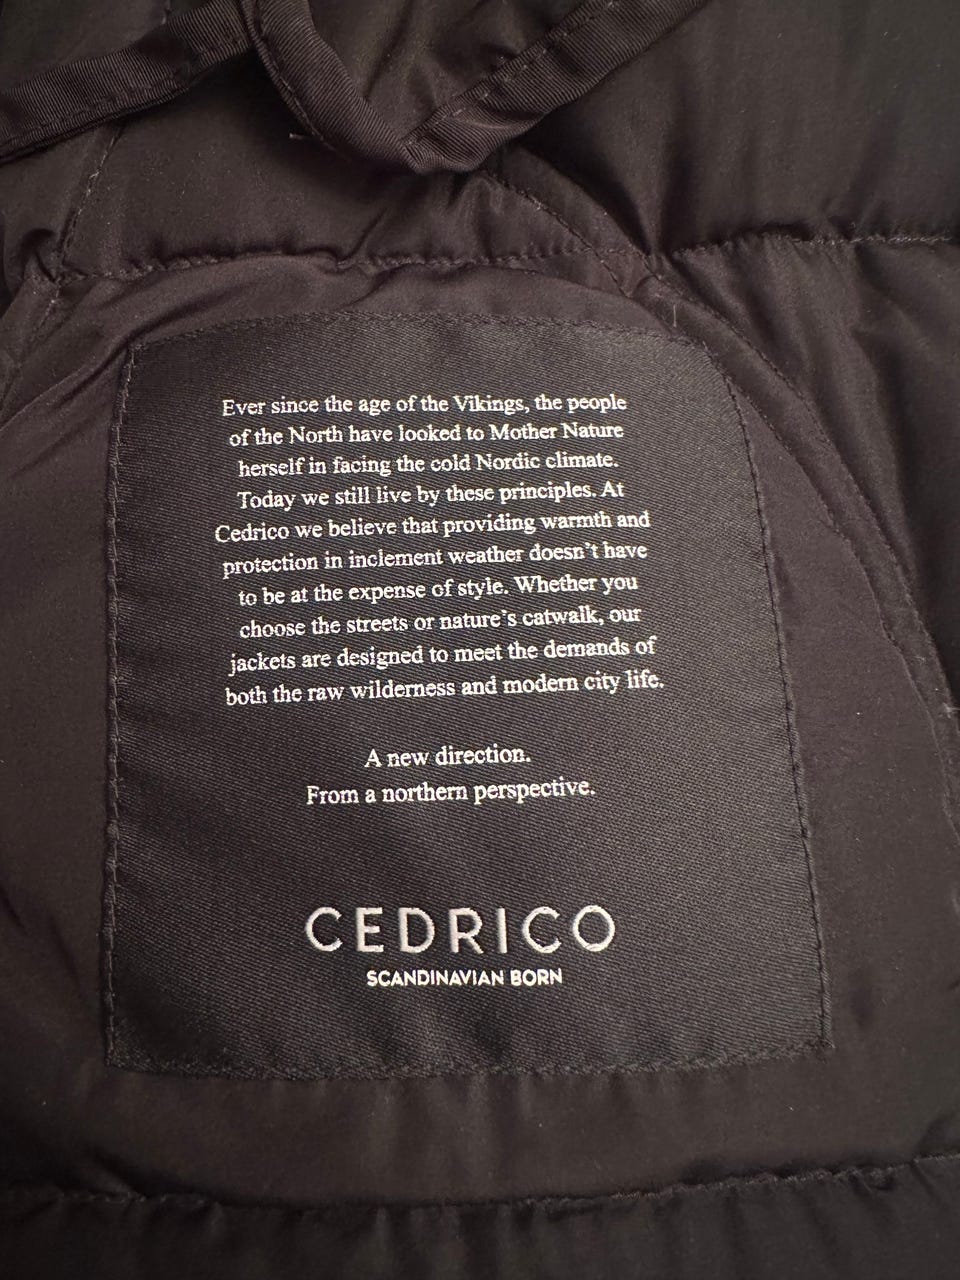 Ever since the age of the Vikings, the people
of the North have looked to Mother Nature
herself in facing the cold Nordic climate.
Today we still live by these principles. At
Cedrico we believe that providing warmth and
protection in inclement weather doesn't have
to be at the expense of style. Whether you
choose the streets or nature's catwalk, our
jackets are designed to meet the demands of
both the raw wilderness and modern city life.
A new direction.
From a northern perspective.
CEDRICO
SCANDINAVIAN BORN